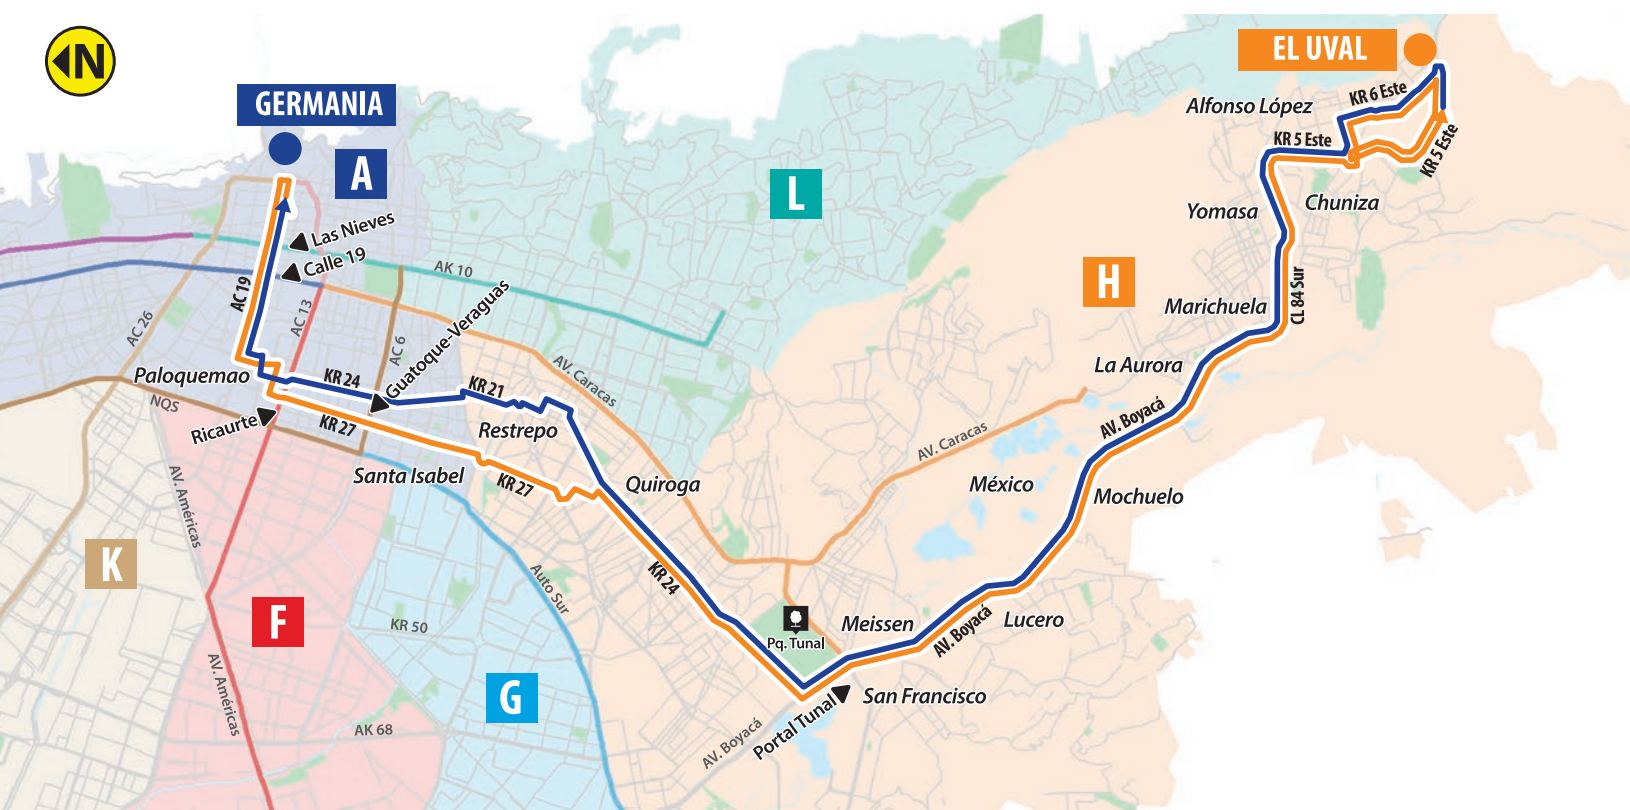 N
EL UVAL
GERMANIA
A
Alfonso López
KR 6 Este
KR 5 Este
KR 5 Este
L
Yomasa
Chuniza
Las Nieves
Calle 19
AK 10
H
CL 84 Sur
Marichuela
AC 19
AC 13
AC 26
AC 6
Guatoque-Veraguas
La Aurora
Paloquemao
KR 24
KR 21
AV. Caracas
NQS
Ricaurte
KR 27
Restrepo
AV. Boyacá
AV. Caracas
Santa Isabel
KR 27
Quiroga
México
Mochuelo
AV. Américas
K
KR 24
Auto Sur
F
KR 50
Pq. Tunal
Meissen
Lucero
AV. Boyacá
AV. Américas
G
San Francisco
Portal Tunal
AV. Boyacá
AK 68